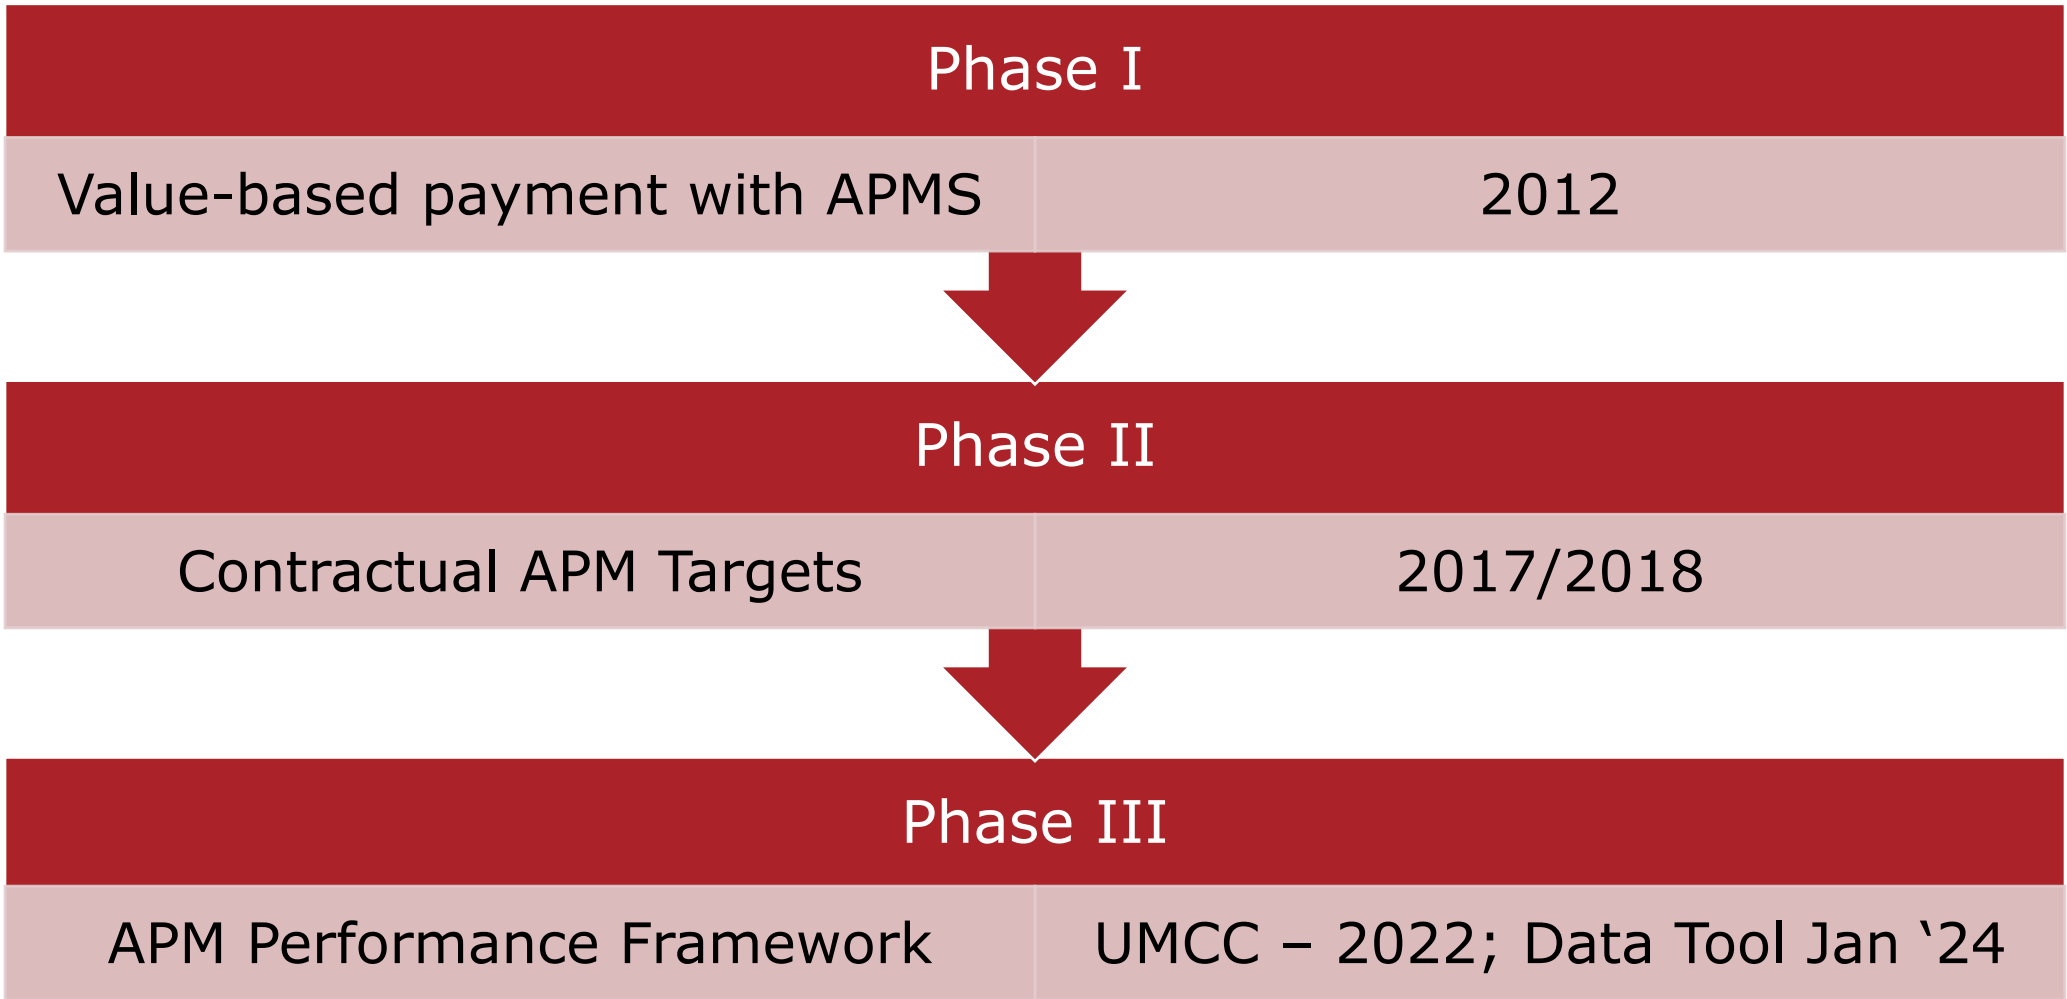 Phase I
Value-based payment with APMS
2012
Phase II
Contractual APM Targets
2017/2018
Phase III
APM Performance Framework
UMCC – 2022; Data Tool Jan ‘24